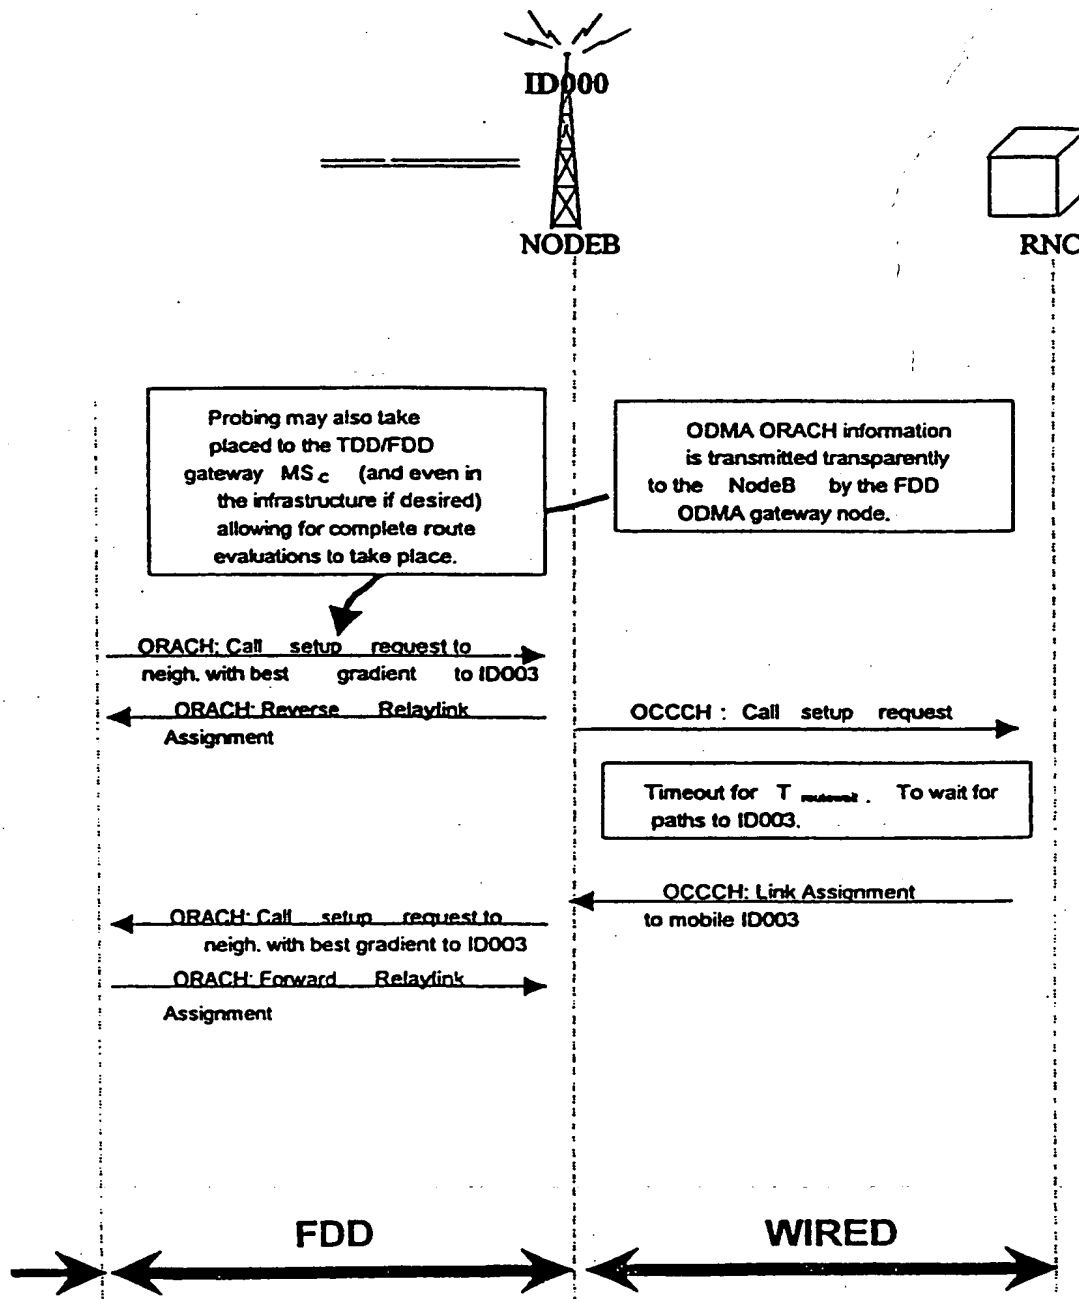 ID000
NODEB
RNC
Probing may also take
placed to the TDD/FDD
gateway MSc (and even in
the infrastructure if desired)
allowing for complete route
evaluations to take place.
ODMA ORACH information
is transmitted transparently
to the NodeB by the FDD
ODMA gateway node.
ORACH: Call setup request to
neigh. with best gradient to ID003
ORACH: Reverse Relaylink
Assignment
OCCCH : Call setup request
Timeout for T . To wait for
paths to ID003.
OCCCH: Link Assignment
to mobile ID003
ORACH: Call setup request to
neigh. with best gradient to ID003
ORACH: Forward Relaylink
Assignment
FDD
WIRED